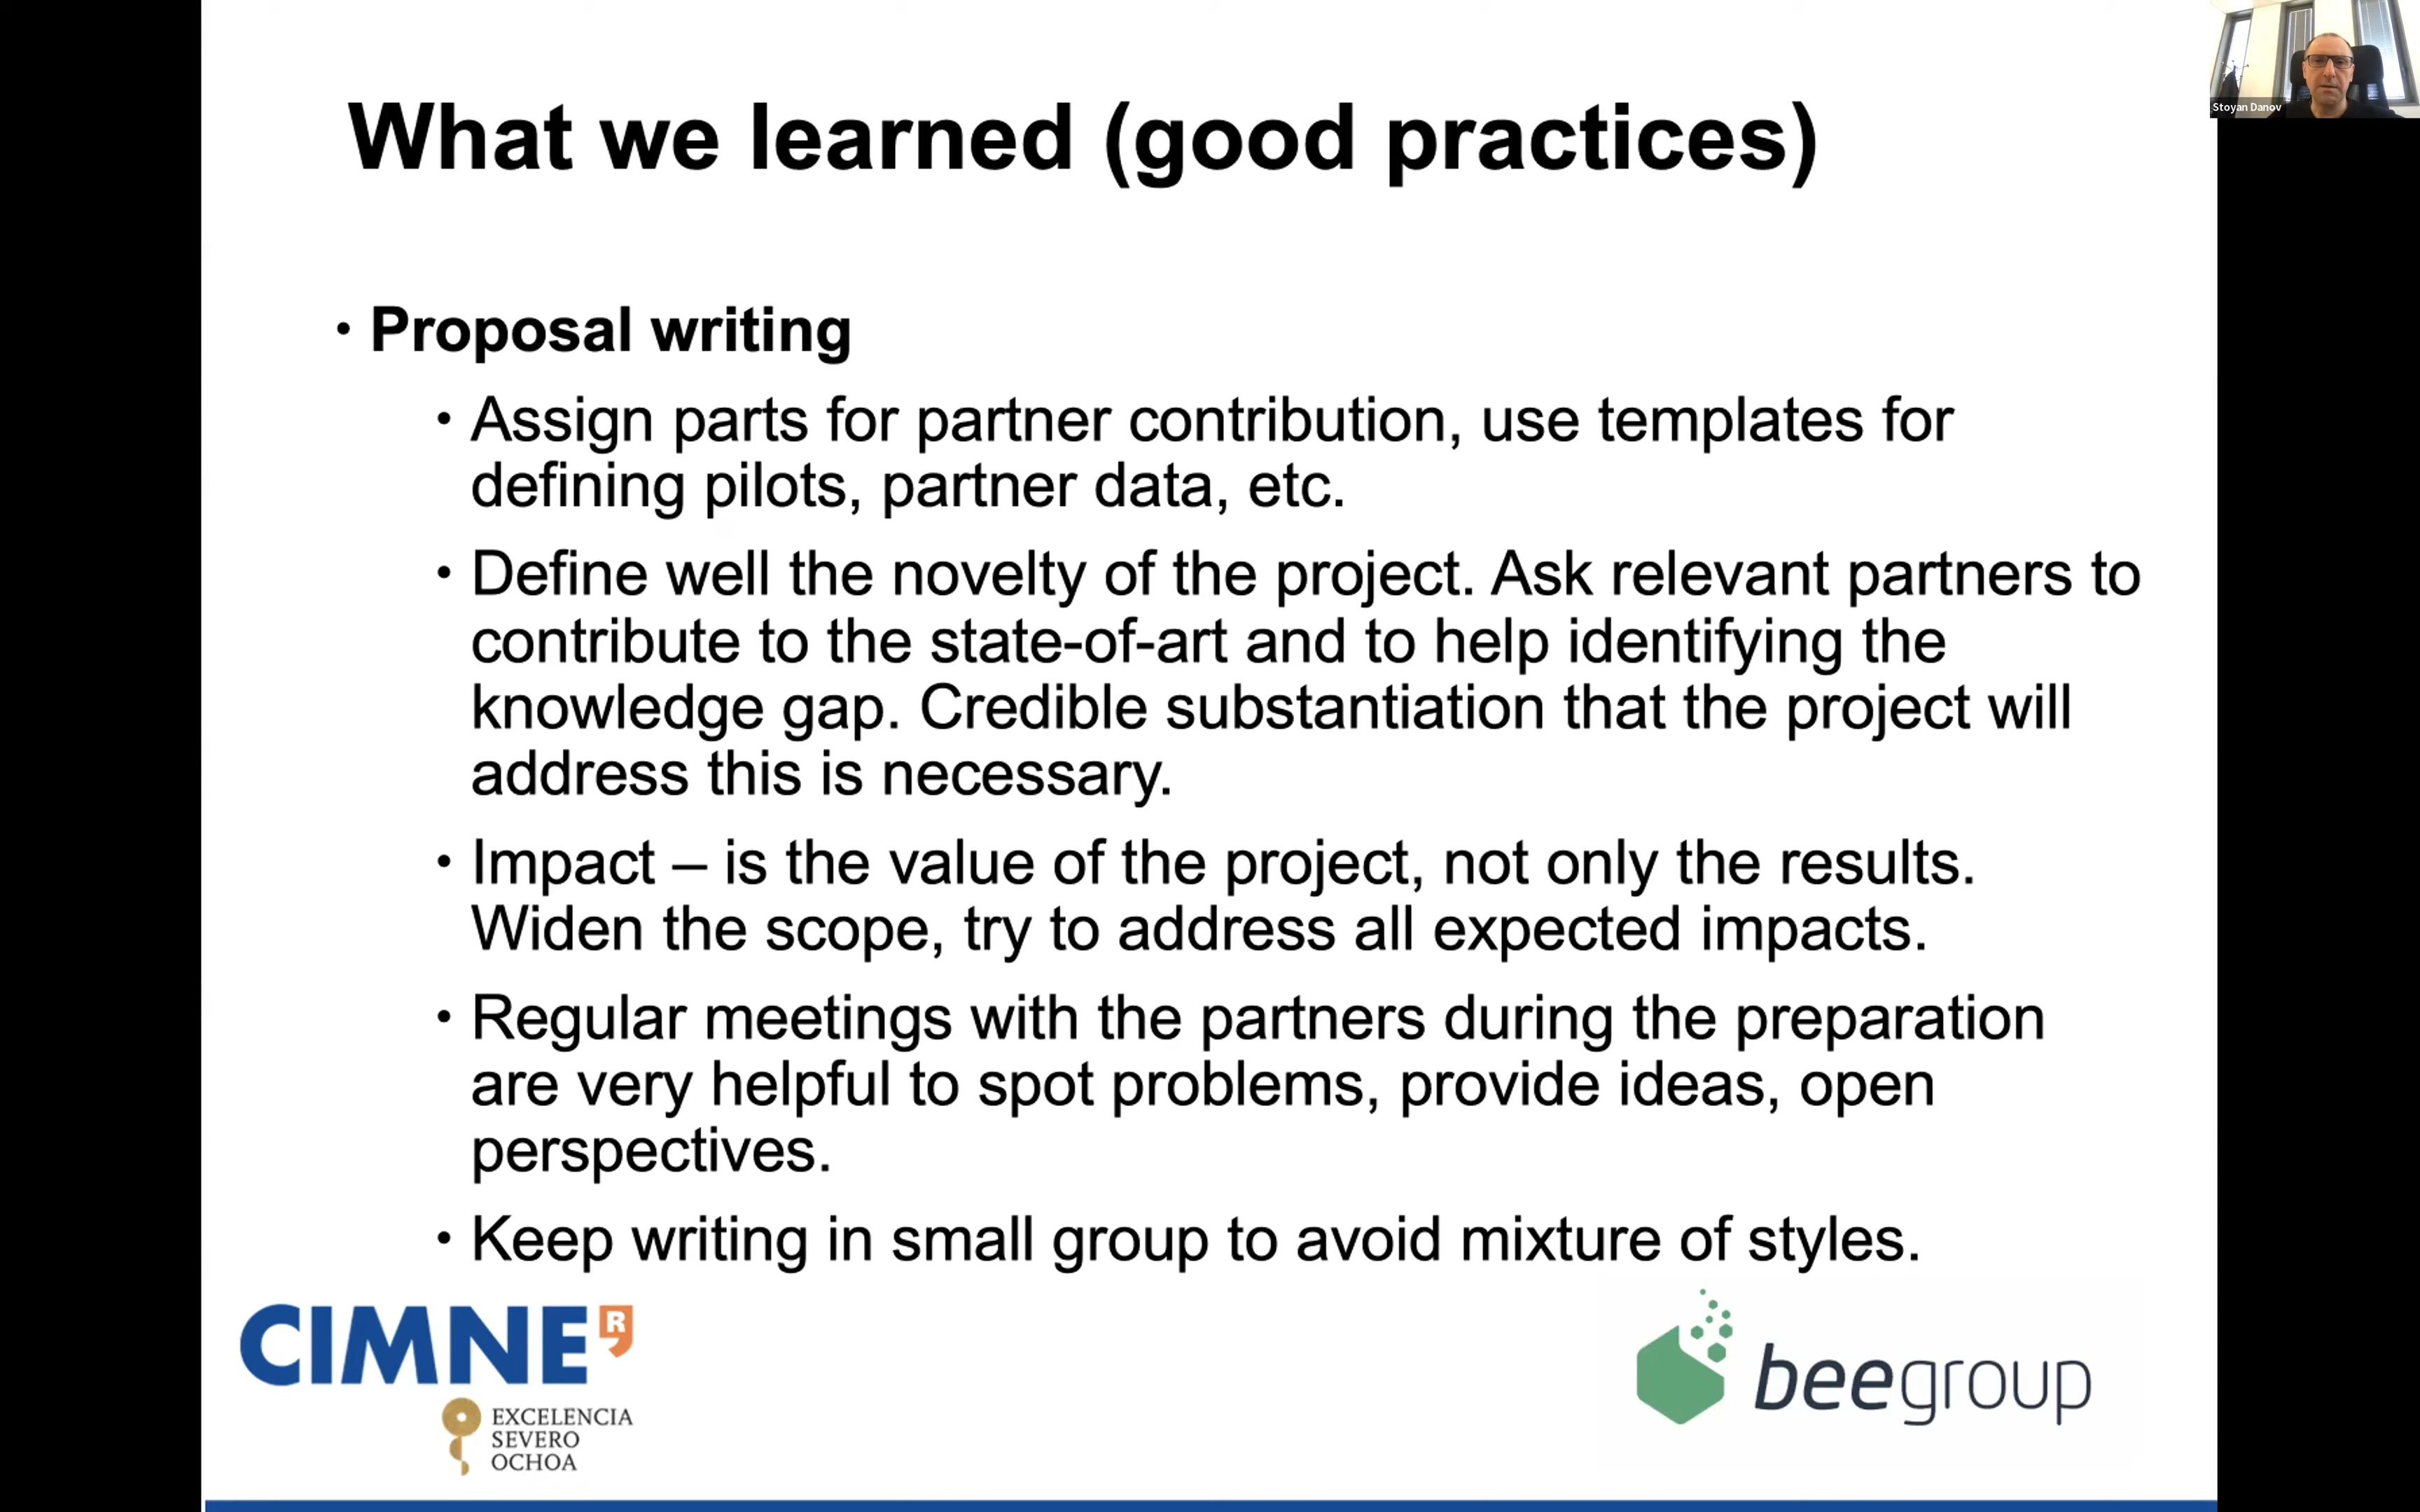 What we learned (good practices)
Stoyan Danov
• Proposal writing
• Assign parts for partner contribution, use templates for
defining pilots, partner data, etc.
• Define well the novelty of the project. Ask relevant partners to
contribute to the state-of-art and to help identifying the
knowledge gap. Credible substantiation that the project will
address this is necessary.
• Impact – is the value of the project, not only the results.
Widen the scope, try to address all expected impacts.
• Regular meetings with the partners during the preparation
are very helpful to spot problems, provide ideas, open
perspectives.
• Keep writing in small group to avoid mixture of styles.
CIMNE R
EXCELENCIA
SEVERO
OCHOA
beegroup